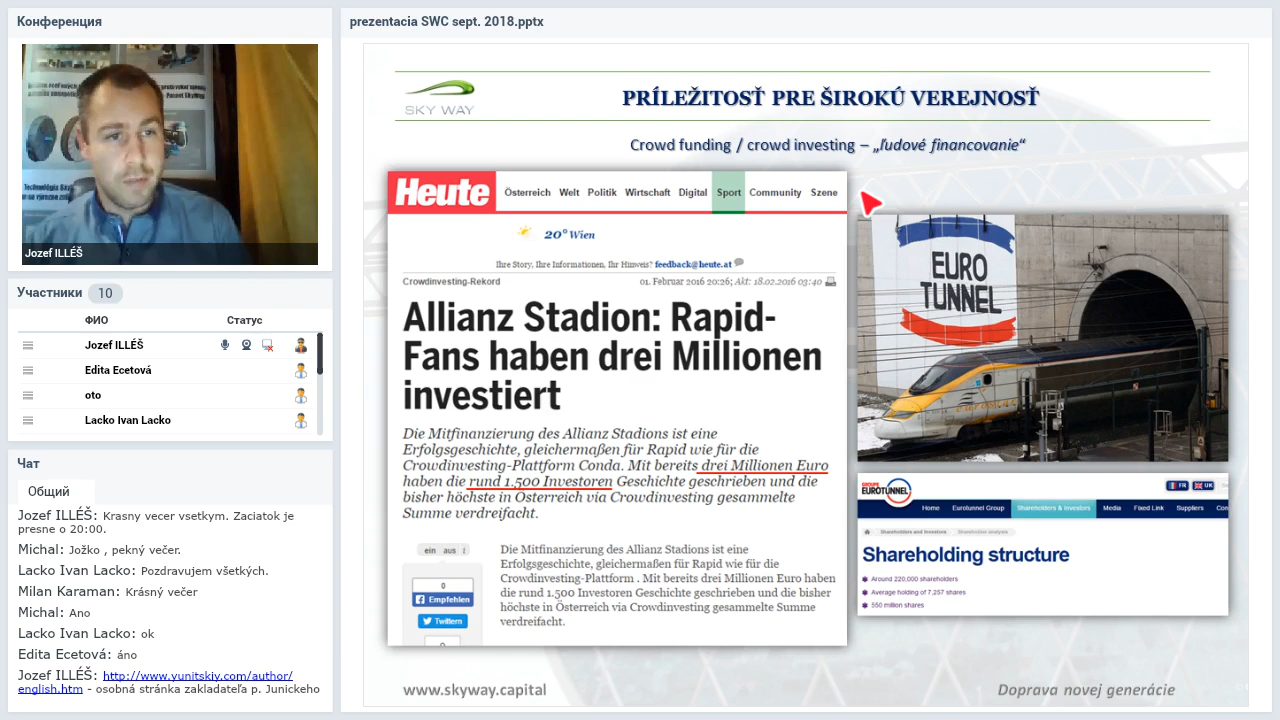 Конференция
Jozef ILLÉŠ
Участники 10
ФИО Статус
Jozef ILLÉŠ
Edita Ecetová
oto
Lacko Ivan Lacko
Чат
Общий
Jozef ILLÉŠ: Krasny vecer vsetkym. Zaciatok je
presne o 20:00.
Michal: Jožko , pekný večer.
Lacko Ivan Lacko: Pozdravujem všetkých.
Milan Karaman: Krásný večer
Michal: Ano
Lacko Ivan Lacko: ok
Edita Ecetová: áno
Jozef ILLÉŠ: http://www.yunitskiy.com/author/
english.htm - osobná stránka zakladateľa p. Junickeho
prezentacia SWC sept. 2018.pptx
SKY WAY
PRÍLEŽITOSŤ PRE ŠIROKÚ VEREJNOSŤ
Crowd funding / crowd investing – „ľudové financovanie“
Heute
Österreich Welt Politik Wirtschaft Digital Sport Community Szene
20° Wien
Ihre Story, Ihre Informationen, Ihr Hinweis? feedback@heute.at
Crowdinvesting-Rekord 01. Februar 2016 20:26; Akt: 18.02.2016 03:40
Allianz Stadion: Rapid-
Fans haben drei Millionen
investiert
Die Mitfinanzierung des Allianz Stadions ist eine
Erfolgsgeschichte, gleichermaßen für Rapid wie für die
Crowdinvesting-Plattform Conda. Mit bereits drei Millionen Euro
haben die rund 1.500 Investoren Geschichte geschrieben und die
bisher höchste in Österreich via Crowdinvesting gesammelte
Summe verdreifacht.
ein aus i
0
Empfehlen
Twittern
0
Die Mitfinanzierung des Allianz Stadions ist eine
Erfolgsgeschichte, gleichermaßen für Rapid wie für die
Crowdinvesting-Plattform . Mit bereits drei Millionen Euro haben
die rund 1.500 Investoren Geschichte geschrieben und die bisher
höchste in Österreich via Crowdinvesting gesammelte Summe
verdreifacht.
EURO
TUNNEL
GROUPE
EUROTUNNEL
FR UK
Home Eurotunnel Group Shareholders & Investors Media Fixed Link Suppliers
Shareholders and Investors Shareholder analysis
Shareholding structure
Around 220,000 shareholders
Average holding of 7,257 shares
550 million shares
www.skyway.capital
Doprava novej generácie